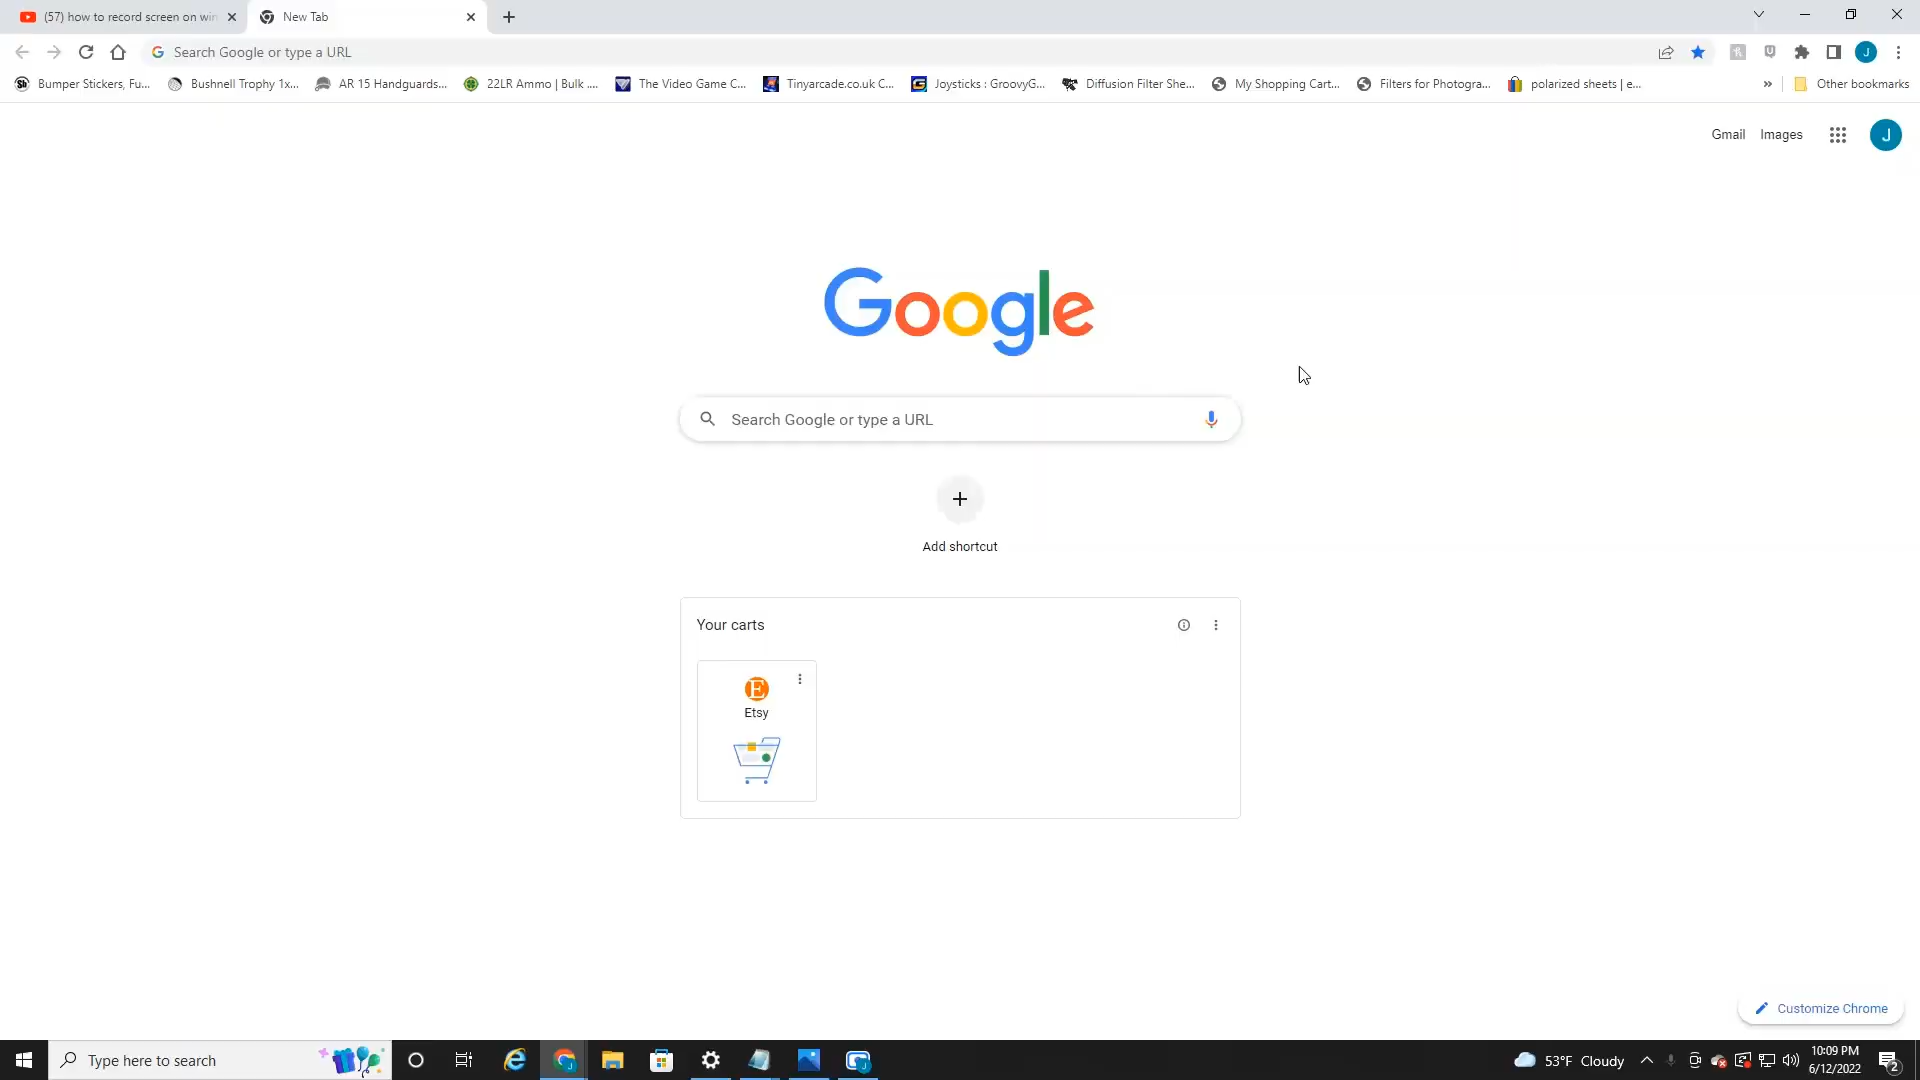 (57) how to record screen on win
New Tab
Search Google or type a URL
J
Bumper Stickers, Fu...
Bushnell Trophy 1x...
AR 15 Handguards...
22LR Ammo | Bulk ....
The Video Game C...
Tinyarcade.co.uk C...
Joysticks : GroovyG...
Diffusion Filter She...
My Shopping Cart...
Filters for Photogra...
polarized sheets | e...
»
Other bookmarks
Gmail
Images
J
Google
Search Google or type a URL
Add shortcut
Your carts
E
Etsy
Customize Chrome
Type here to search
53°F Cloudy
10:09 PM
6/12/2022
2